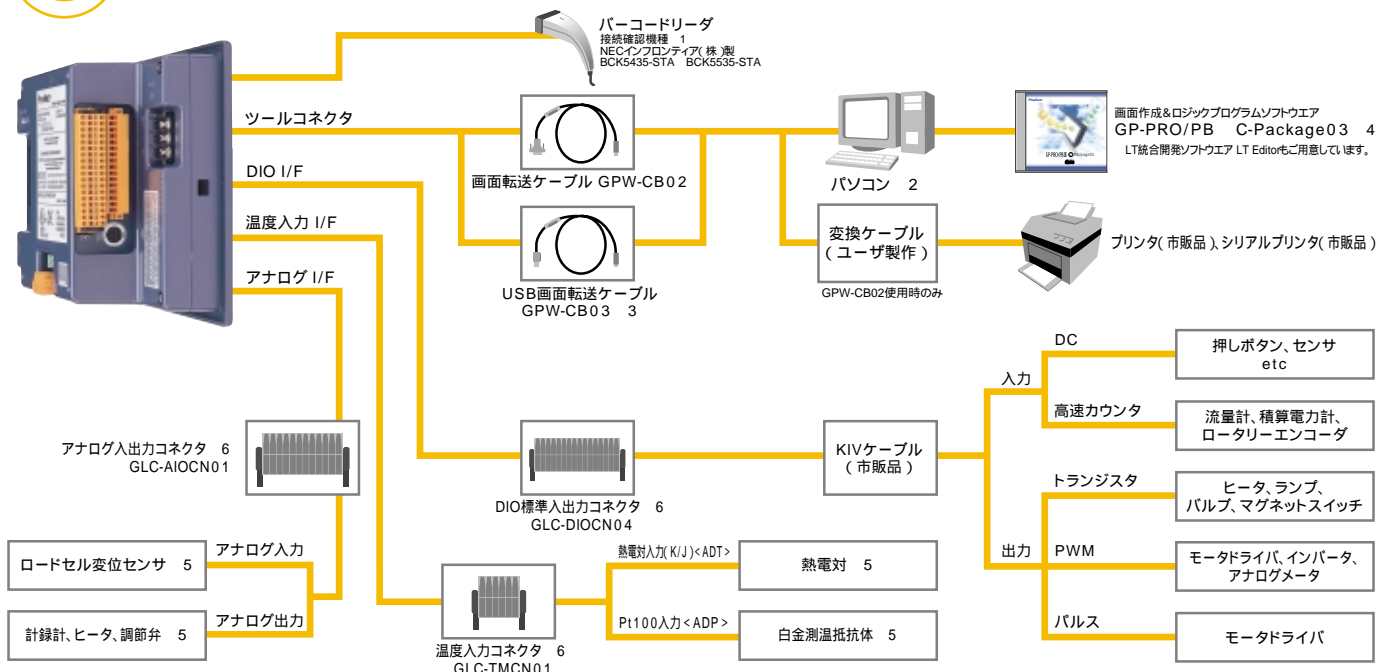 バーコードリーダ
接続確認機種 1
NECインフロンティア(株)製
BCK5435-STA BCK5535-STA
ツールコネクタ
DIO I/F
温度入力 I/F
アナログ I/F
画面転送ケーブル GPW-CB02
USB画面転送ケーブル
GPW-CB03 3
パソコン 2
画面作成&ロジックプログラムソフトウエア
GP-PRO/PB C-Package03 4
LT統合開発ソフトウエア LT Editorもご用意しています。
変換ケーブル
(ユーザ製作)
GPW-CB02使用時のみ
プリンタ(市販品)、シリアルプリンタ(市販品)
アナログ入出力コネクタ 6
GLC-AIOCN01
DIO標準入出力コネクタ 6
GLC-DIOCN04
KIVケーブル
(市販品)
入力
DC
押しボタン、センサ
etc
高速カウンタ
流量計、積算電力計、
ロータリーエンコーダ
出力
トランジスタ
ヒータ、ランプ、
バルブ、マグネットスイッチ
PWM
モータドライバ、インバータ、
アナログメータ
パルス
モータドライバ
アナログ入力
ロードセル変位センサ 5
アナログ出力
計録計、ヒータ、調節弁 5
温度入力コネクタ 6
GLC-TMCN01
熱電対入力(K/J)<ADT>
熱電対 5
Pt100入力<ADP>
白金測温抵抗体 5